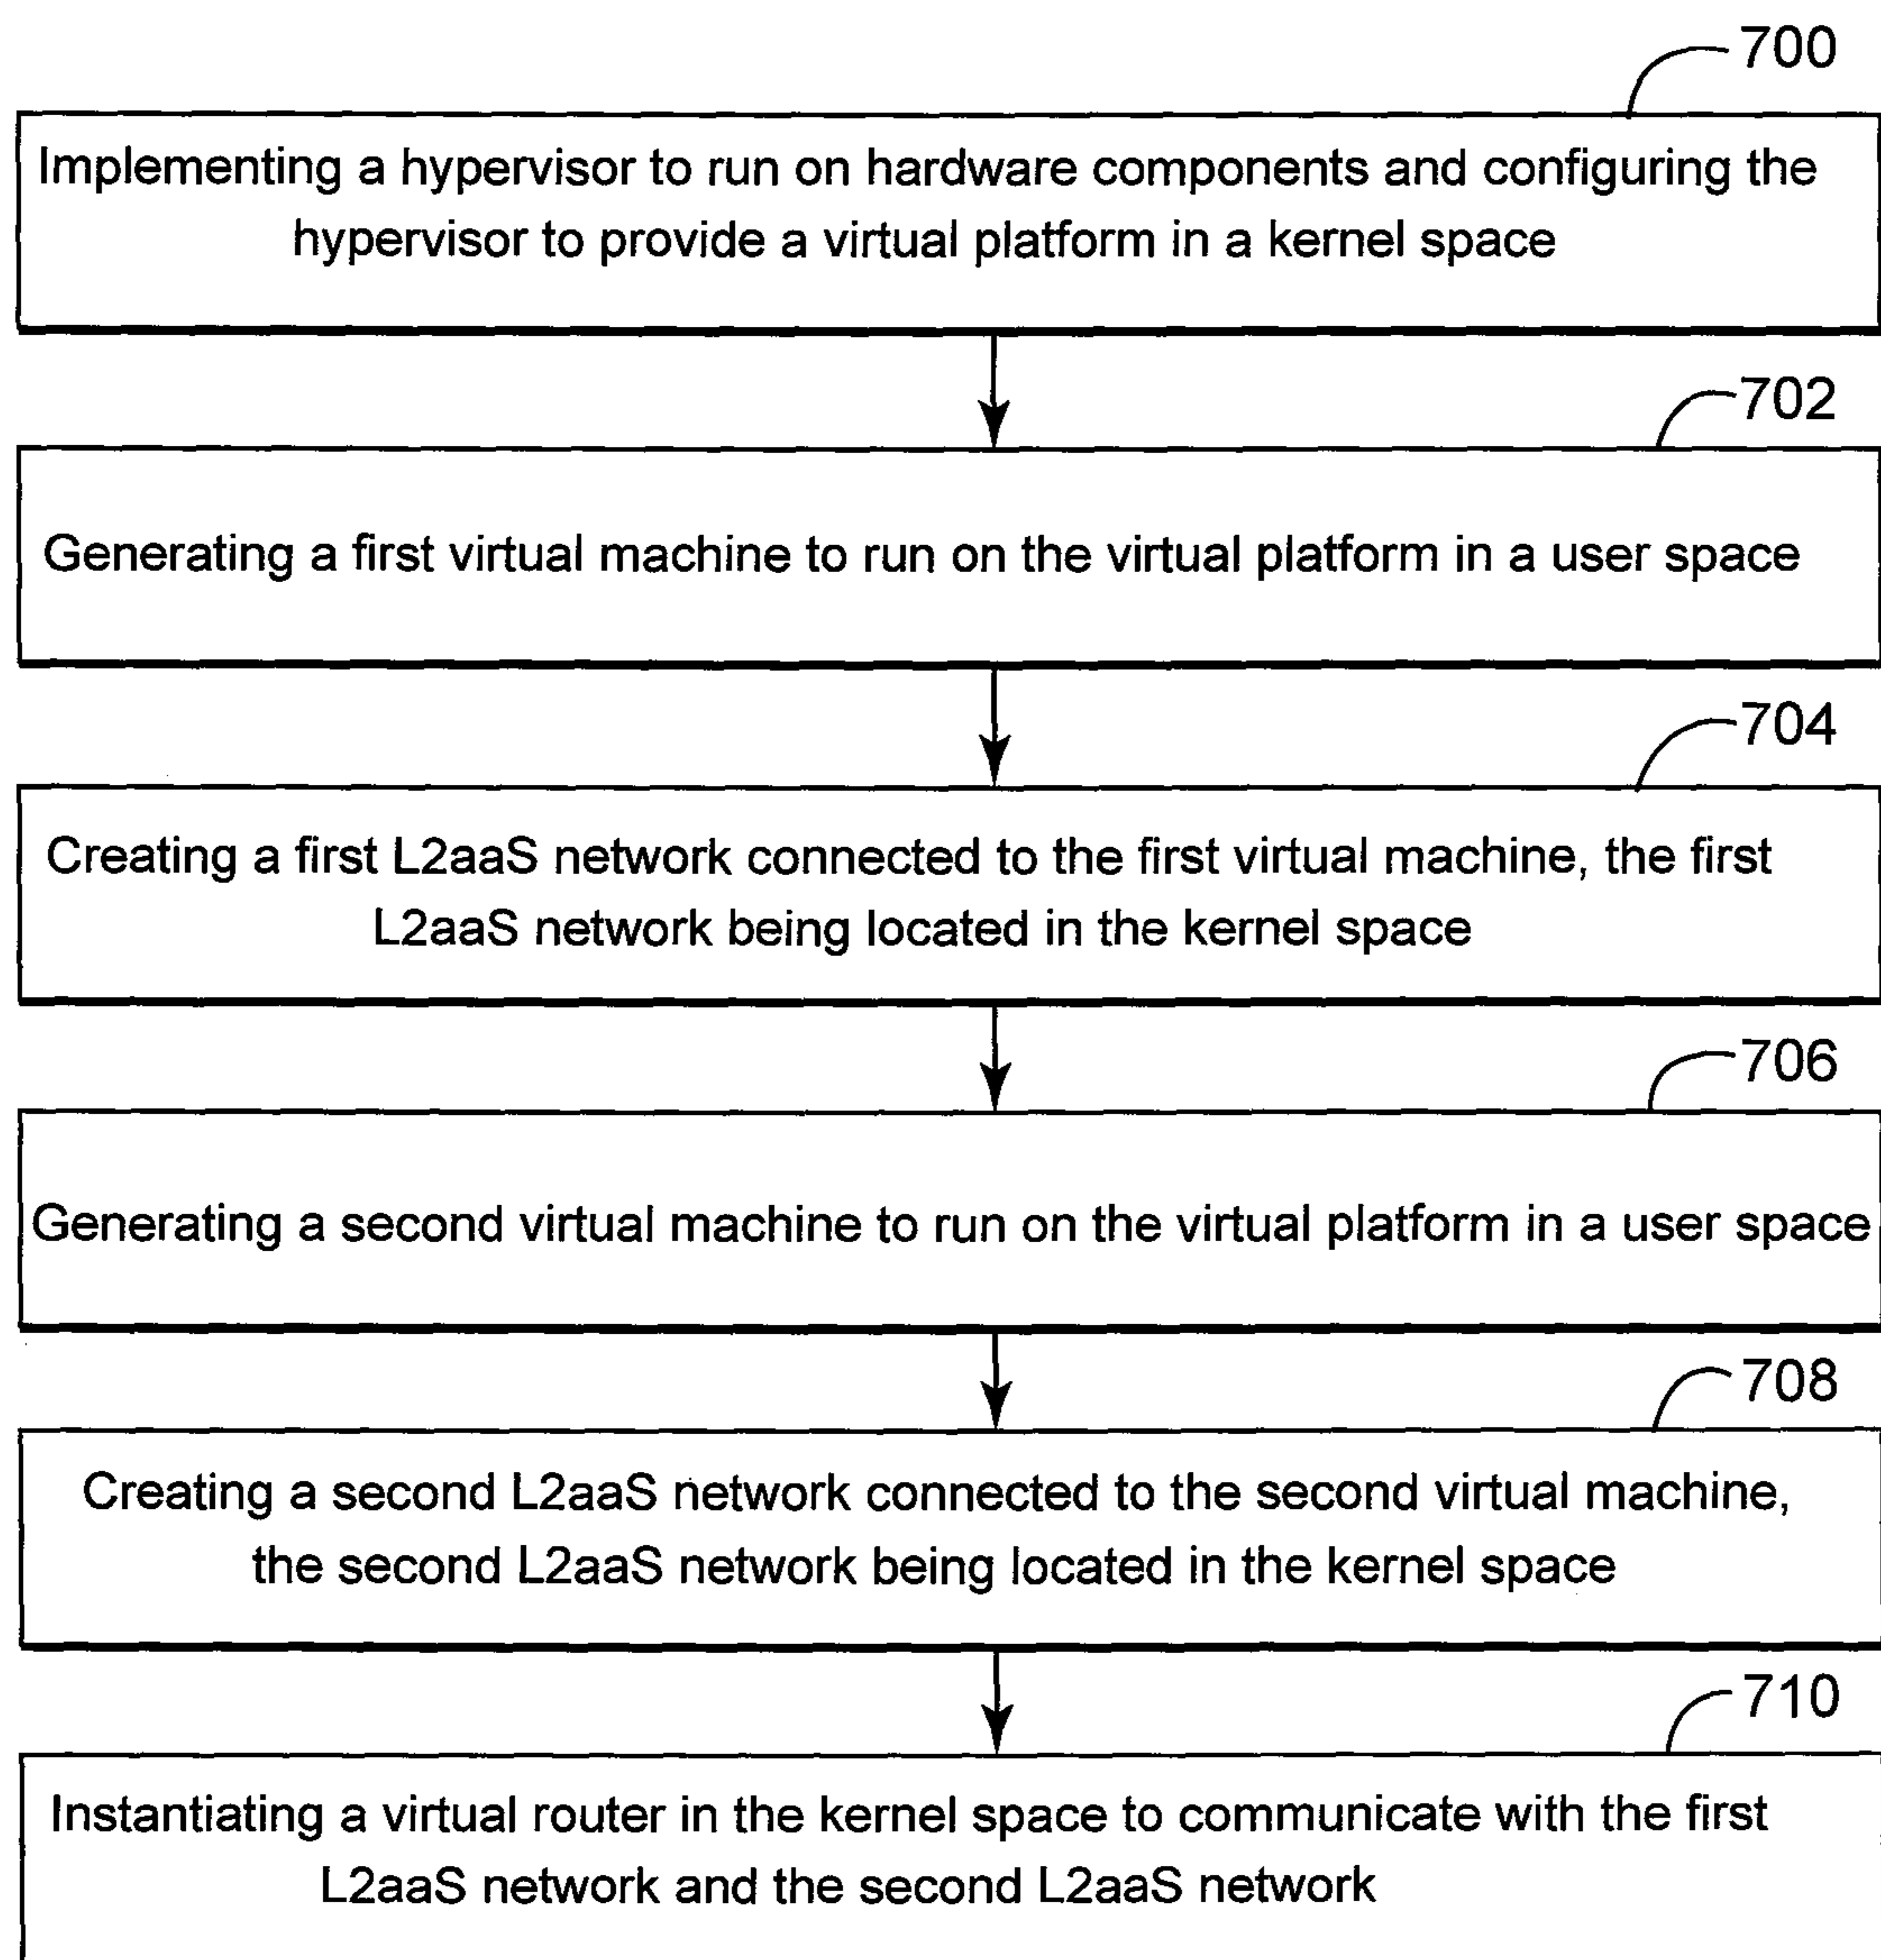 700
Implementing a hypervisor to run on hardware components and configuring the
hypervisor to provide a virtual platform in a kernel space
702
Generating a first virtual machine to run on the virtual platform in a user space
704
Creating a first L2aaS network connected to the first virtual machine, the first
L2aaS network being located in the kernel space
706
Generating a second virtual machine to run on the virtual platform in a user space
708
Creating a second L2aaS network connected to the second virtual machine,
the second L2aaS network being located in the kernel space
710
Instantiating a virtual router in the kernel space to communicate with the first
L2aaS network and the second L2aaS network